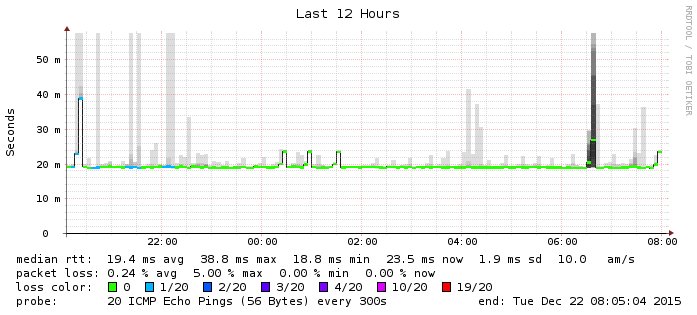 Last 12 Hours
RRDTOOL / TOBI OETIKER
Seconds
50 m
40 m
30 m
20 m
10 m
0
22:00 00:00 02:00 04:00 06:00 08:00
median rtt: 19.4 ms avg 38.8 ms max 18.8 ms min 23.5 ms now 1.9 ms sd 10.0 am/s
packet loss: 0.24 % avg 5.00 % max 0.00 % min 0.00 % now
loss color: 0 1/20 2/20 3/20 4/20 10/20 19/20
probe: 20 ICMP Echo Pings (56 Bytes) every 300s end: Tue Dec 22 08:05:04 2015